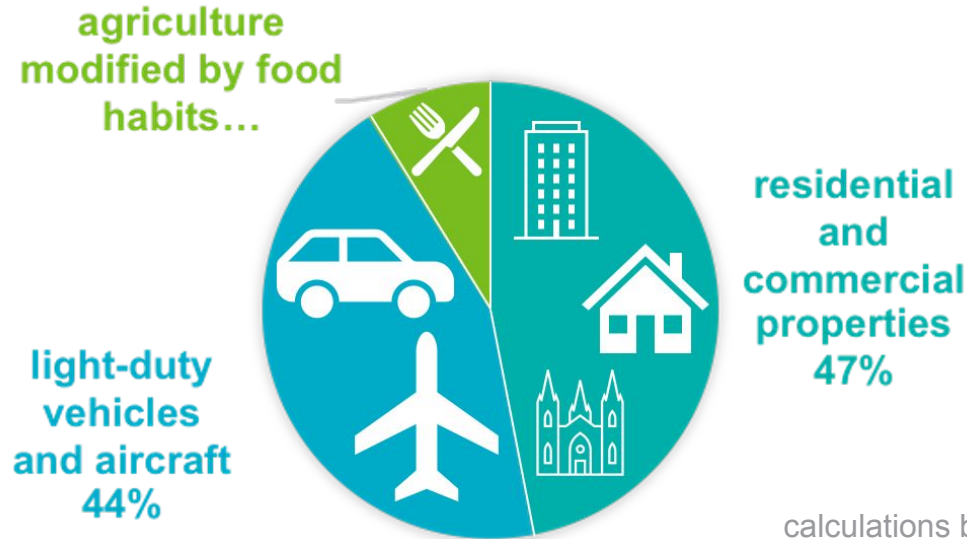 agriculture
modified by food
habits…
residential
and
commercial
properties
47%
light-duty
vehicles
and aircraft
44%
calculations